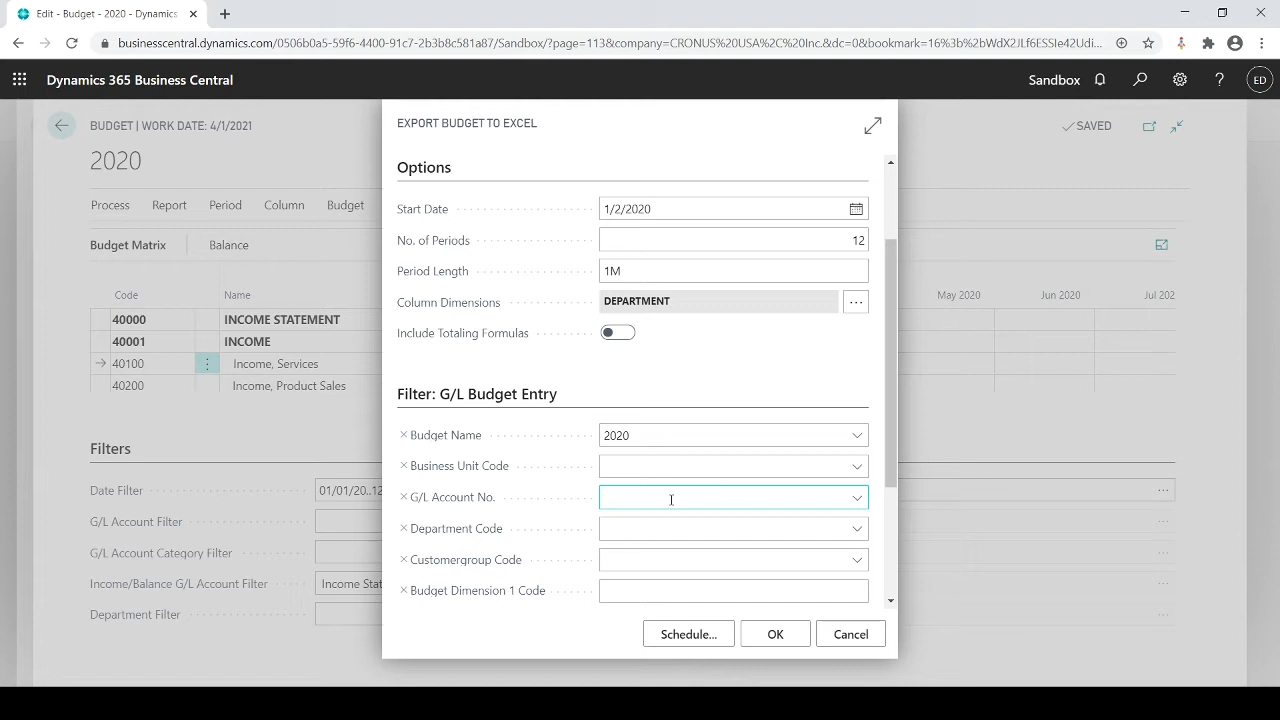 Edit - Budget - 2020 - Dynamics
businesscentral.dynamics.com/0506b0a5-59f6-4400-91c7-2b3b8c581a87/Sandbox/?page=113&company=CRONUS%20USA%2C%20Inc.&dc=0&bookmark=16%3b%2bWdX2JLf6ESSIe42Udi...
Dynamics 365 Business Central
Sandbox
ED
BUDGET | WORK DATE: 4/1/2021
SAVED
2020
Process Report Period Column Budget
Budget Matrix Balance
Code Name May 2020 Jun 2020 Jul 202
40000 INCOME STATEMENT
40001 INCOME
40100 Income, Services
40200 Income, Product Sales
Filters
Date Filter 01/01/20..12
G/L Account Filter
G/L Account Category Filter
Income/Balance G/L Account Filter Income Stat
Department Filter
EXPORT BUDGET TO EXCEL
Options
Start Date 1/2/2020
No. of Periods 12
Period Length 1M
Column Dimensions DEPARTMENT
Include Totaling Formulas
Filter: G/L Budget Entry
Budget Name 2020
Business Unit Code
G/L Account No.
Department Code
Customergroup Code
Budget Dimension 1 Code
Schedule... OK Cancel